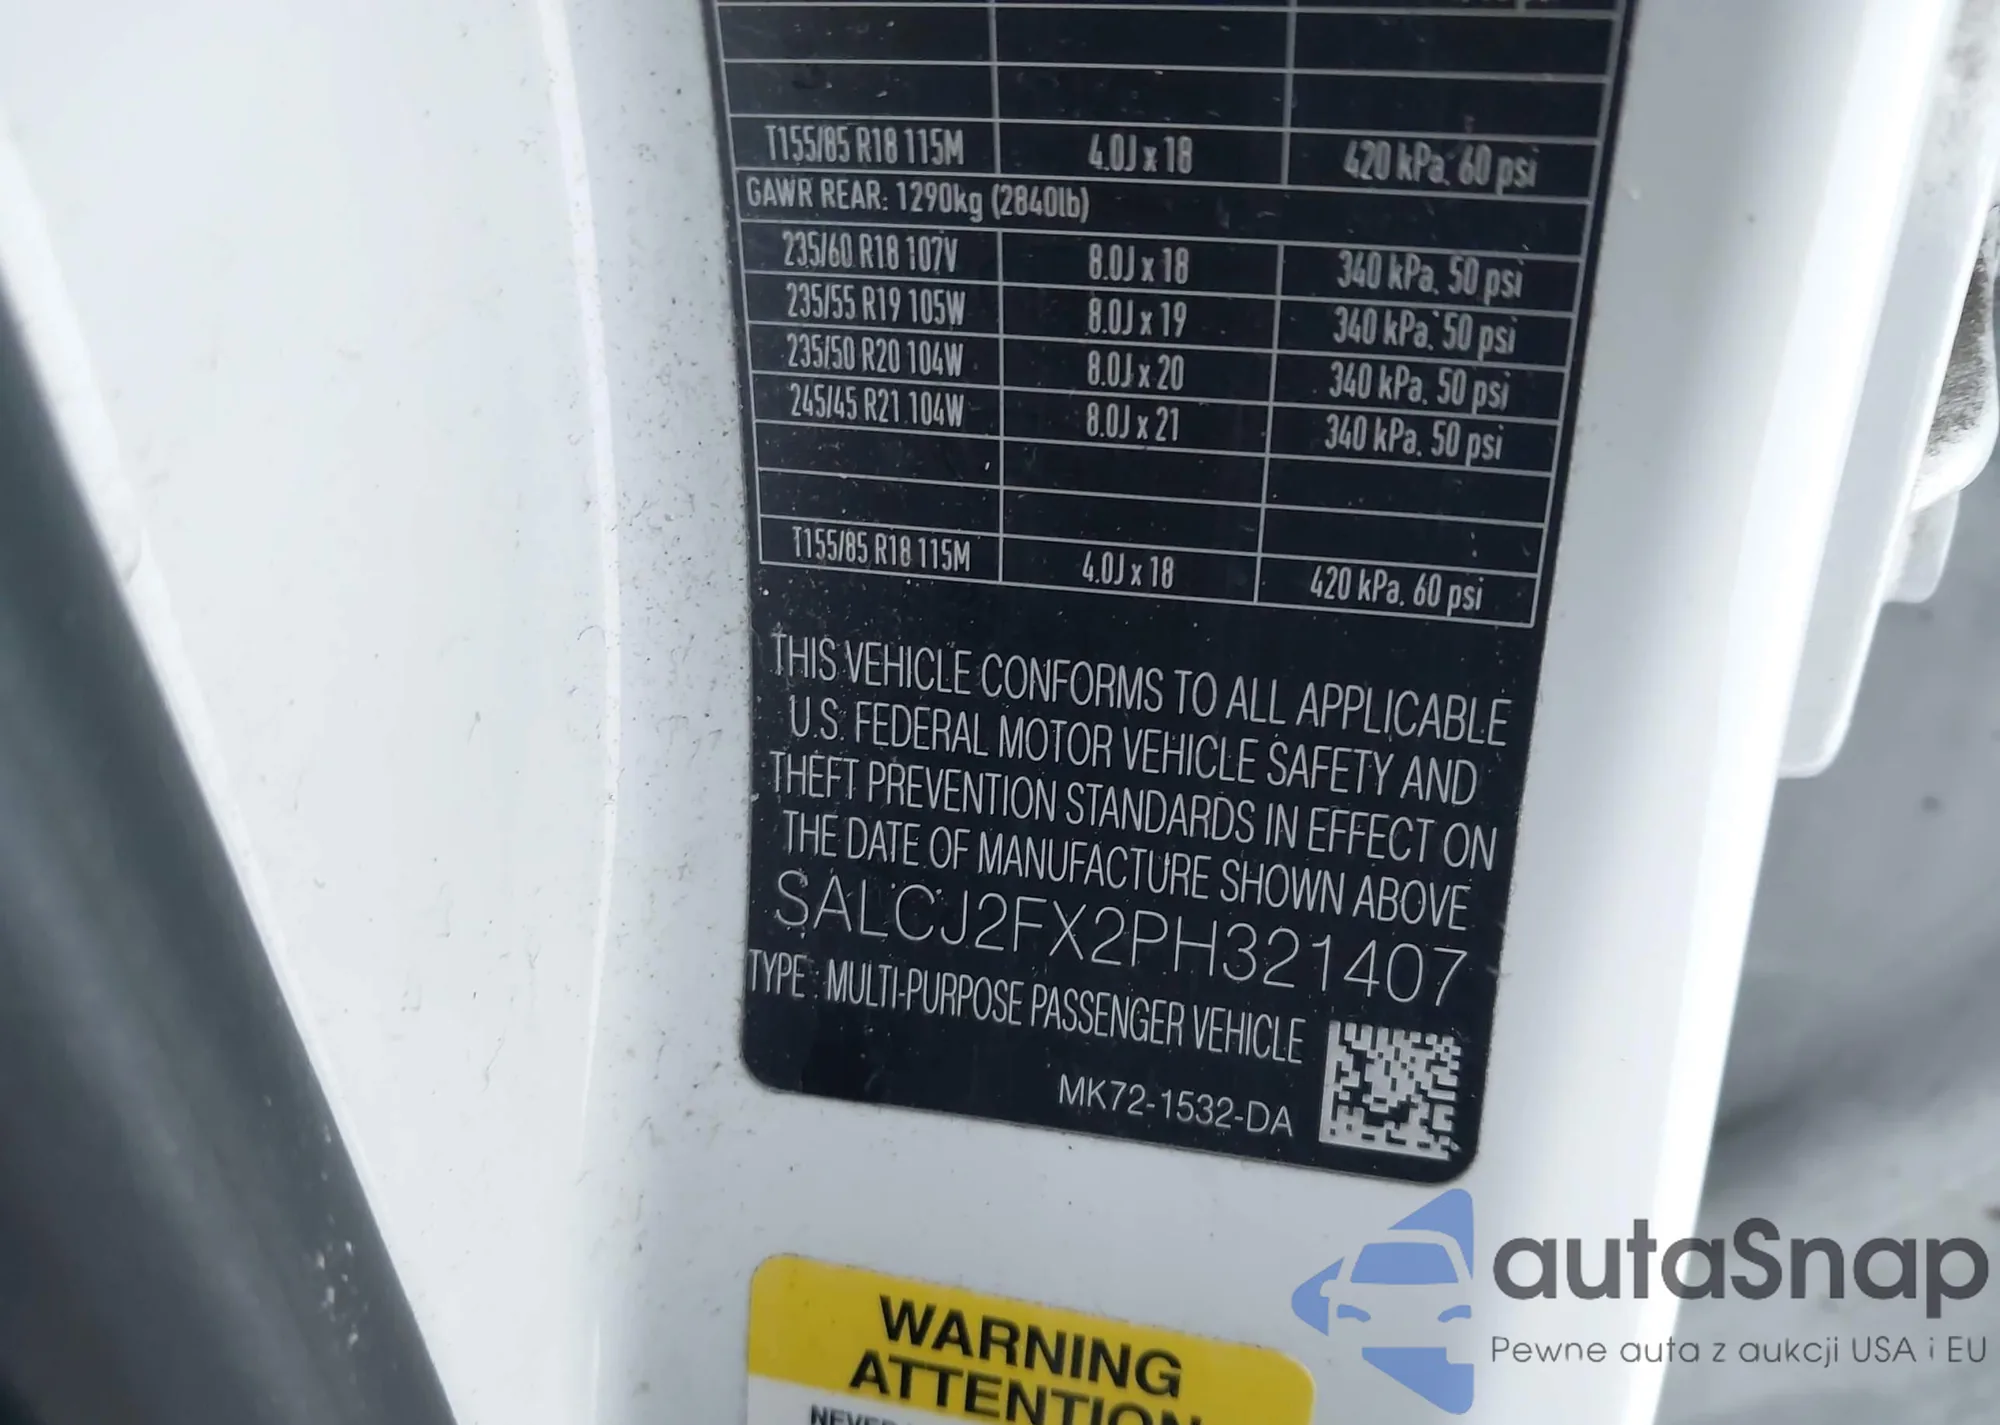 T155/85 R18 115M 4.0J x 18 420 kPa, 60 psi
GAWR REAR: 1290kg (2840lb)
235/60 R18 107V 8.0J x 18 340 kPa, 50 psi
235/55 R19 105W 8.0J x 19 340 kPa, 50 psi
235/50 R20 104W 8.0J x 20 340 kPa, 50 psi
245/45 R21 104W 8.0J x 21 340 kPa, 50 psi
T155/85 R18 115M 4.0J x 18 420 kPa, 60 psi
THIS VEHICLE CONFORMS TO ALL APPLICABLE
U.S. FEDERAL MOTOR VEHICLE SAFETY AND
THEFT PREVENTION STANDARDS IN EFFECT ON
THE DATE OF MANUFACTURE SHOWN ABOVE
SALCJ2FX2PH321407
TYPE: MULTI-PURPOSE PASSENGER VEHICLE
MK72-1532-DA
WARNING
ATTENTION
NEVER
autaSnap
Pewne auta z aukcji USA i EU